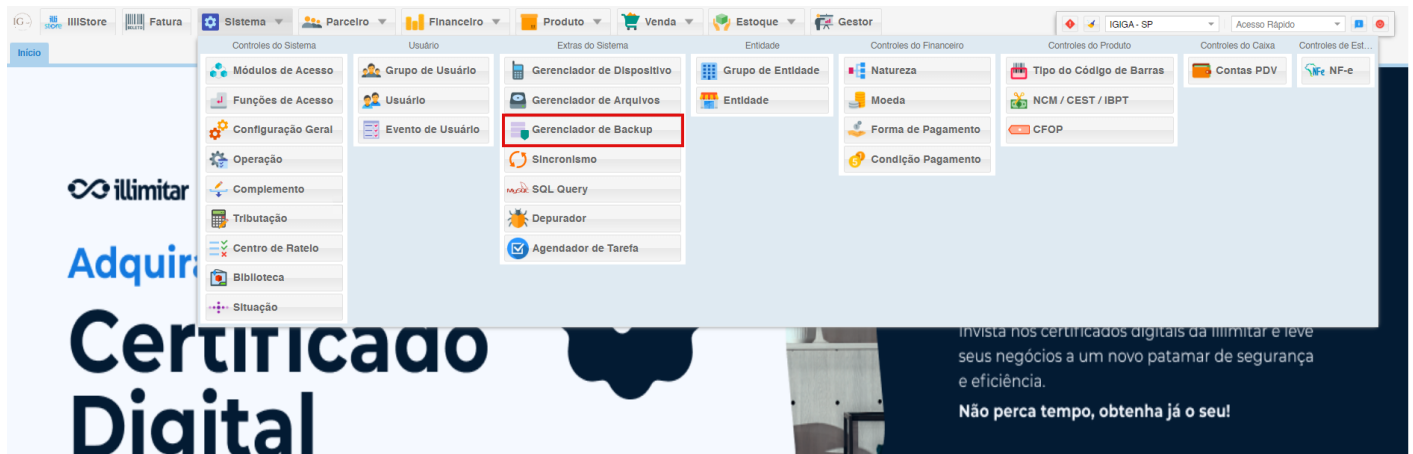 IG
illi STORE IllIStore
Fatura
Sistema
Parceiro
Financeiro
Produto
Venda
Estoque
Gestor
IGIGA - SP
Acesso Rápido
Início
Controles do Sistema
Módulos de Acesso
Funções de Acesso
Configuração Geral
Operação
Complemento
Tributação
Centro de Rateio
Biblioteca
Situação
Usuário
Grupo de Usuário
Usuário
Evento de Usuário
Extras do Sistema
Gerenciador de Dispositivo
Gerenciador de Arquivos
Gerenciador de Backup
Sincronismo
SQL Query
Depurador
Agendador de Tarefa
Entidade
Grupo de Entidade
Entidade
Controles do Financeiro
Natureza
Moeda
Forma de Pagamento
Condição Pagamento
Controles do Produto
Tipo do Código de Barras
NCM / CEST / IBPT
CFOP
Controles do Caixa
Contas PDV
Controles de Est...
NFe NF-e
illimitar
Adquira
Certificado
Digital
Invista nos certificados digitais da Illimitar e leve
seus negócios a um novo patamar de segurança
e eficiência.
Não perca tempo, obtenha já o seu!